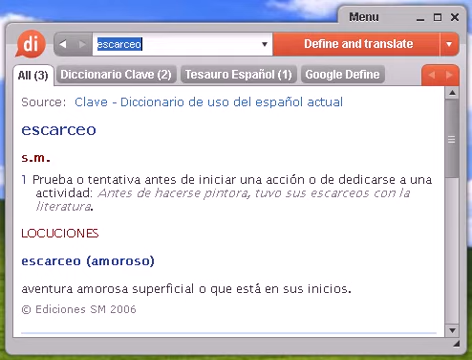 Menu
di
escarceo
Define and translate
All (3)
Diccionario Clave (2)
Tesauro Español (1)
Google Define
Source: Clave - Diccionario de uso del español actual
escarceo
s.m.
1 Prueba o tentativa antes de iniciar una acción o de dedicarse a una
actividad: Antes de hacerse pintora, tuvo sus escarceos con la
literatura.
LOCUCIONES
escarceo (amoroso)
aventura amorosa superficial o que está en sus inicios.
© Ediciones SM 2006